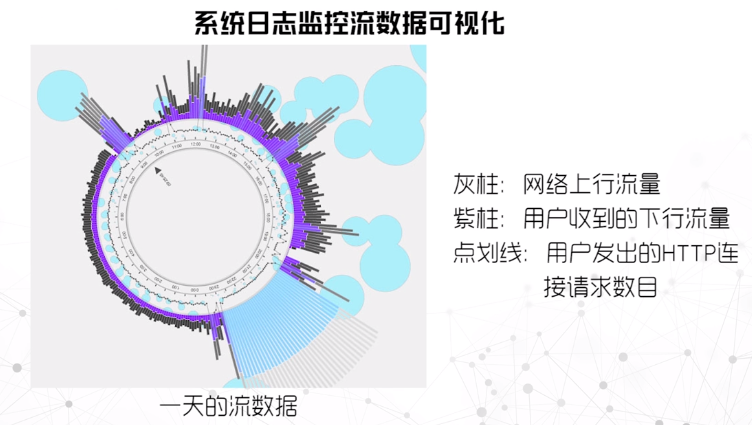 系统日志监控流数据可视化
灰柱：网络上行流量
紫柱：用户收到的下行流量
点划线：用户发出的HTTP连
接请求数目
一天的流数据